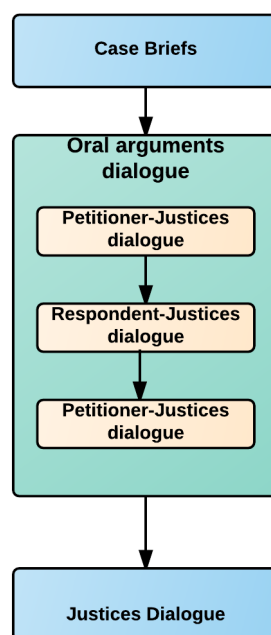 Case Briefs
Oral arguments
dialogue
Petitioner-Justices
dialogue
Respondent-Justices
dialogue
Petitioner-Justices
dialogue
Justices Dialogue